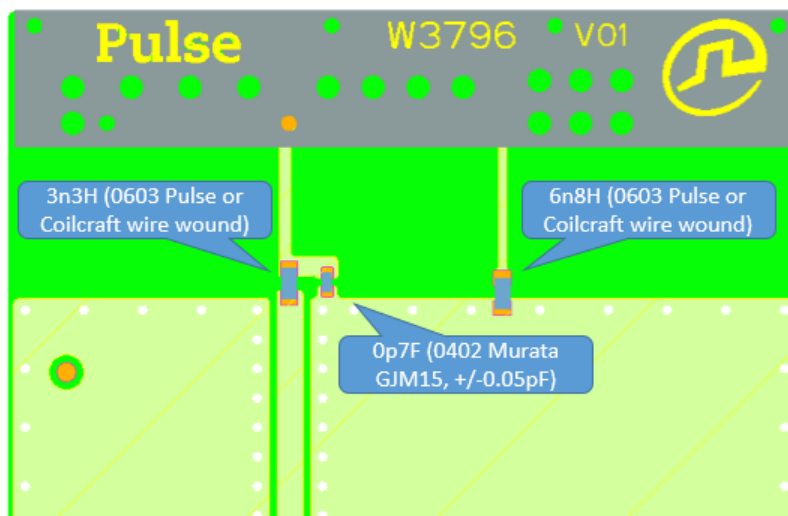 Pulse
W3796
V01
3n3H (0603 Pulse or
Coilcraft wire wound)
6n8H (0603 Pulse or
Coilcraft wire wound)
0p7F (0402 Murata
GJM15, +/-0.05pF)